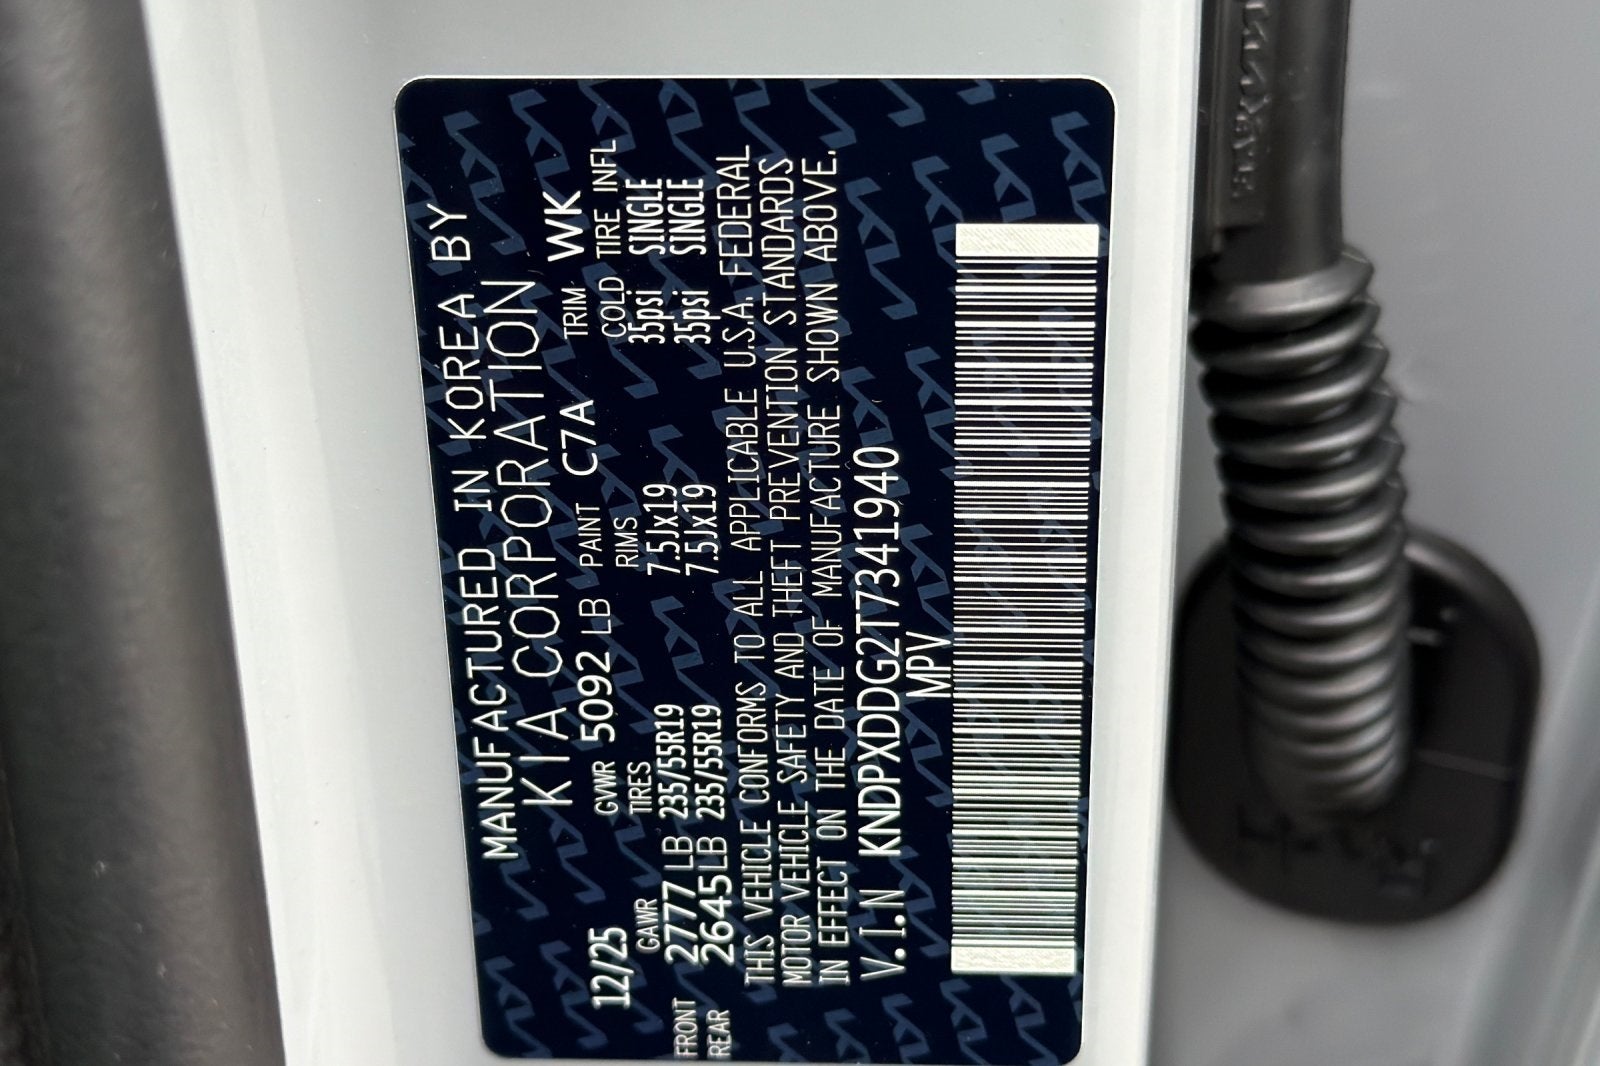 MANUFACTURED IN KOREA BY
KIA CORPORATION
12/25 GVWR 5092 LB PAINT C7A TRIM WK
GAWR TIRES RIMS COLD TIRE INFL
FRONT 2777 LB 235/55R19 7.5Jx19 35psi SINGLE
REAR 2645 LB 235/55R19 7.5Jx19 35psi SINGLE
THIS VEHICLE CONFORMS TO ALL APPLICABLE U.S.A. FEDERAL
MOTOR VEHICLE SAFETY AND THEFT PREVENTION STANDARDS
IN EFFECT ON THE DATE OF MANUFACTURE SHOWN ABOVE.
V.I.N KNDPXDDG2T7341940
MPV